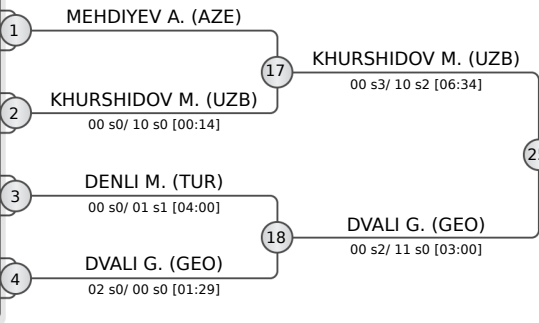 MEHDIYEV A. (AZE)
1
17
KHURSHIDOV M. (UZB)
00 s3/ 10 s2 [06:34]
KHURSHIDOV M. (UZB)
2
00 s0/ 10 s0 [00:14]
DENLI M. (TUR)
3
00 s0/ 01 s1 [04:00]
18
DVALI G. (GEO)
00 s2/ 11 s0 [03:00]
DVALI G. (GEO)
4
02 s0/ 00 s0 [01:29]